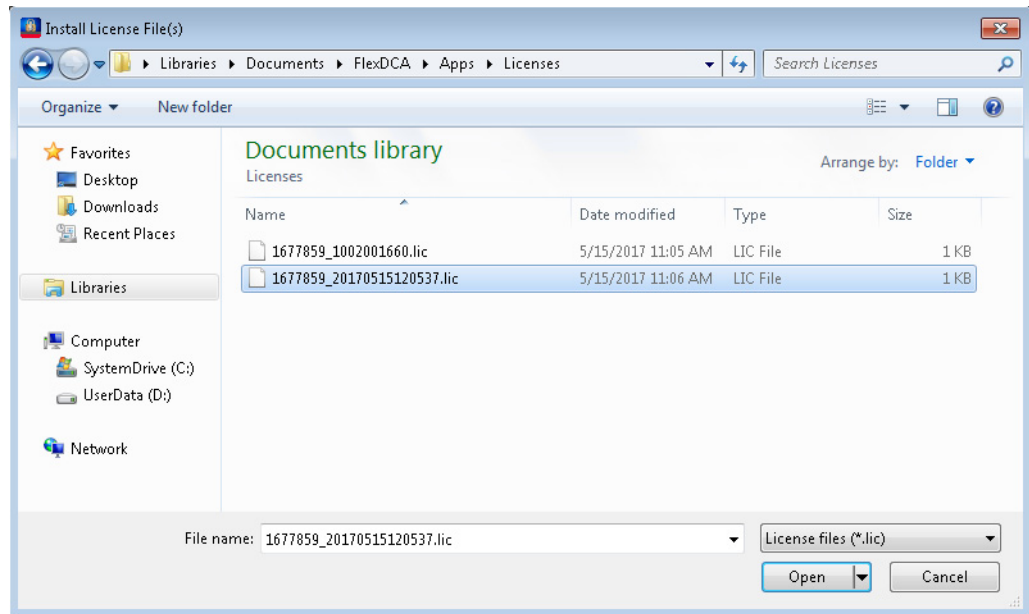 Install License File(s)
Libraries Documents FlexDCA Apps Licenses
Search Licenses
Organize New folder
Favorites
Desktop
Downloads
Recent Places
Libraries
Computer
SystemDrive (C:)
UserData (D:)
Network
Documents library
Licenses
Arrange by: Folder
Name Date modified Type Size
1677859_1002001660.lic 5/15/2017 11:05 AM LIC File 1 KB
1677859_20170515120537.lic 5/15/2017 11:06 AM LIC File 1 KB
File name: 1677859_20170515120537.lic License files (*.lic)
Open Cancel